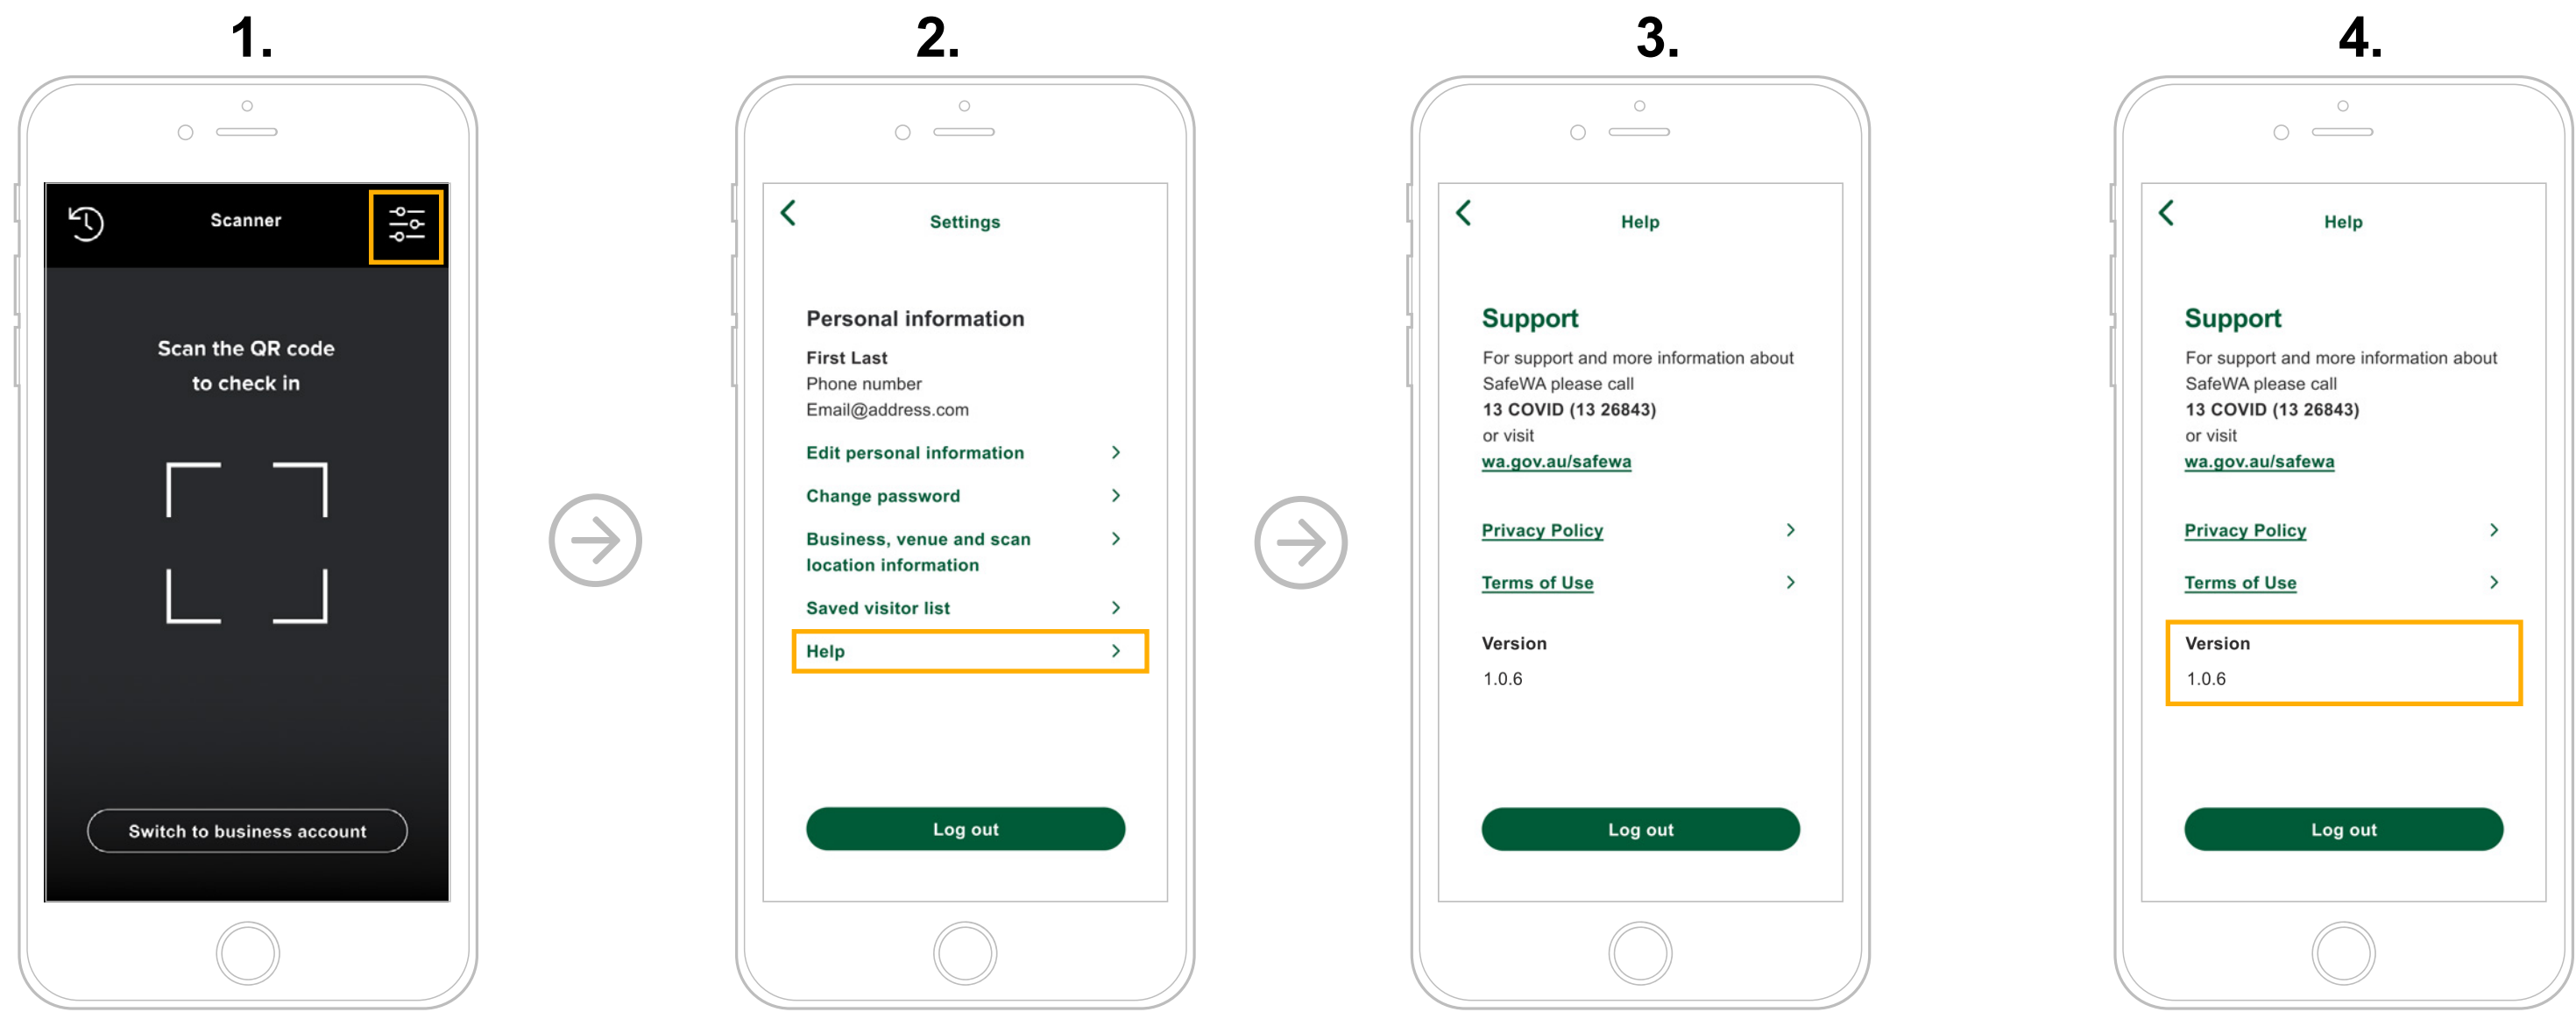 1.
Scanner
Scan the QR code
to check in
Switch to business account
2.
Settings
Personal information
First Last
Phone number
Email@address.com
Edit personal information
Change password
Business, venue and scan
location information
Saved visitor list
Help
Log out
3.
Help
Support
For support and more information about
SafeWA please call
13 COVID (13 26843)
or visit
wa.gov.au/safewa
Privacy Policy
Terms of Use
Version
1.0.6
Log out
4.
Help
Support
For support and more information about
SafeWA please call
13 COVID (13 26843)
or visit
wa.gov.au/safewa
Privacy Policy
Terms of Use
Version
1.0.6
Log out